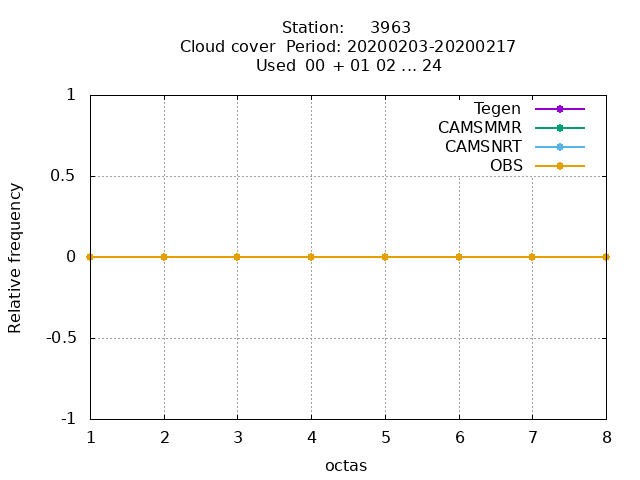 Station: 3963
Cloud cover Period: 20200203-20200217
Used 00 + 01 02 ... 24
Tegen
CAMSMMR
CAMSNRT
OBS
1
0.5
0
-0.5
-1
Relative frequency
1 2 3 4 5 6 7 8
octas